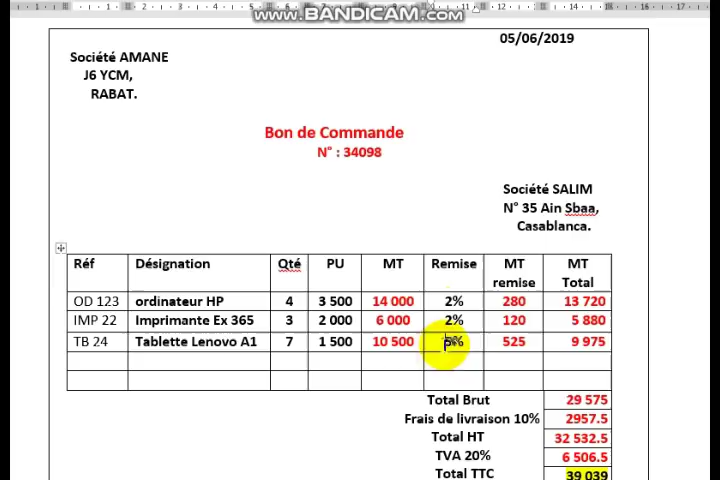 www.BANDICAM.com
05/06/2019
Société AMANE
J6 YCM,
RABAT.
Bon de Commande
N° : 34098
Société SALIM
N° 35 Ain Sbaa,
Casablanca.
Réf Désignation Qté PU MT Remise MT remise MT Total
OD 123 ordinateur HP 4 3 500 14 000 2% 280 13 720
IMP 22 Imprimante Ex 365 3 2 000 6 000 2% 120 5 880
TB 24 Tablette Lenovo A1 7 1 500 10 500 % 525 9 975
Total Brut 29 575
Frais de livraison 10% 2957.5
Total HT 32 532.5
TVA 20% 6 506.5
Total TTC 39 039